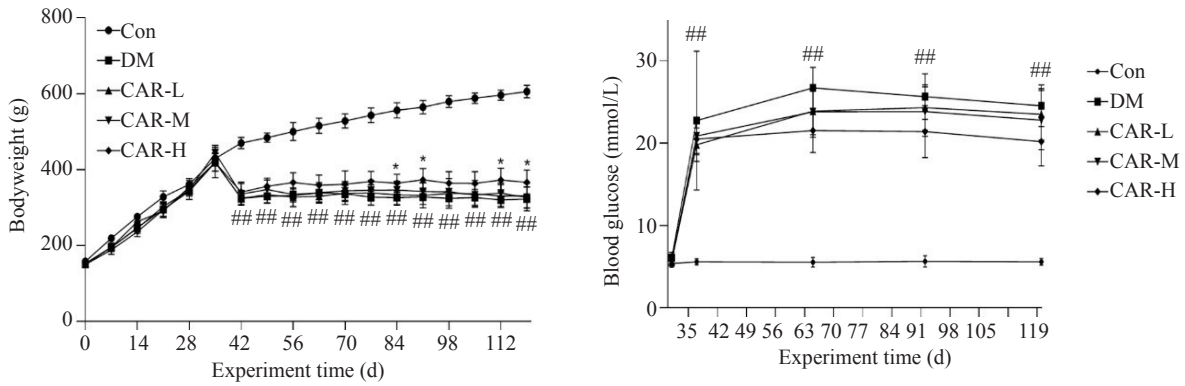 800
600
400
200
0
Bodyweight (g)
Con
DM
CAR-L
CAR-M
CAR-H
* * * *
## ## ## ## ## ## ## ## ## ## ## ##
0 14 28 42 56 70 84 98 112
Experiment time (d)
30
20
10
0
Blood glucose (mmol/L)
## ## ## ##
Con
DM
CAR-L
CAR-M
CAR-H
35 42 49 56 63 70 77 84 91 98 105 119
Experiment time (d)